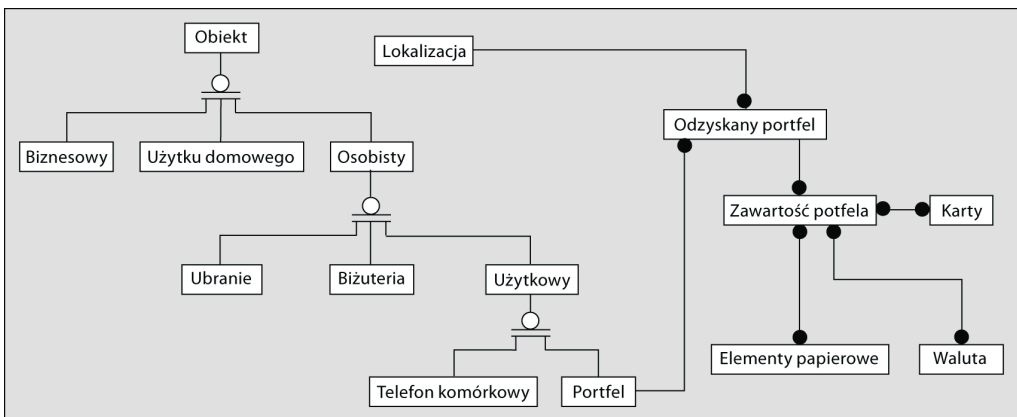 Obiekt
Lokalizacja
Odzyskany portfel
Biznesowy
Użytku domowego
Osobisty
Zawartość potfela
Karty
Ubranie
Biżuteria
Użytkowy
Elementy papierowe
Waluta
Telefon komórkowy
Portfel